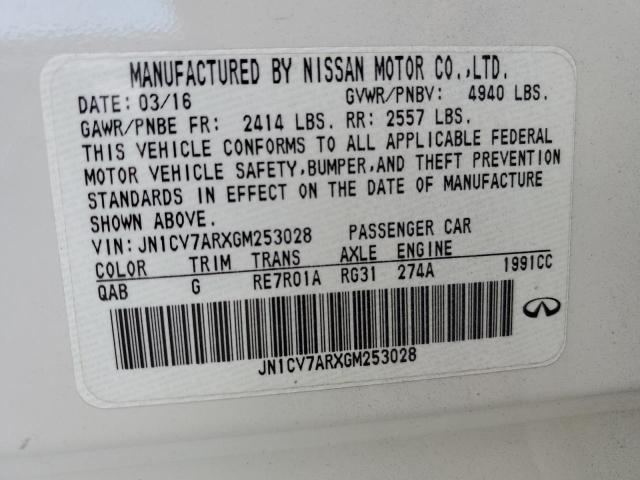 MANUFACTURED BY NISSAN MOTOR CO.,LTD.
DATE: 03/16 GVWR/PNBV: 4940 LBS.
GAWR/PNBE FR: 2414 LBS. RR: 2557 LBS.
THIS VEHICLE CONFORMS TO ALL APPLICABLE FEDERAL
MOTOR VEHICLE SAFETY,BUMPER,AND THEFT PREVENTION
STANDARDS IN EFFECT ON THE DATE OF MANUFACTURE
SHOWN ABOVE.
VIN: JN1CV7ARXGM253028 PASSENGER CAR
COLOR TRIM TRANS AXLE ENGINE
QAB G RE7R01A RG31 274A 1991CC
JN1CV7ARXGM253028